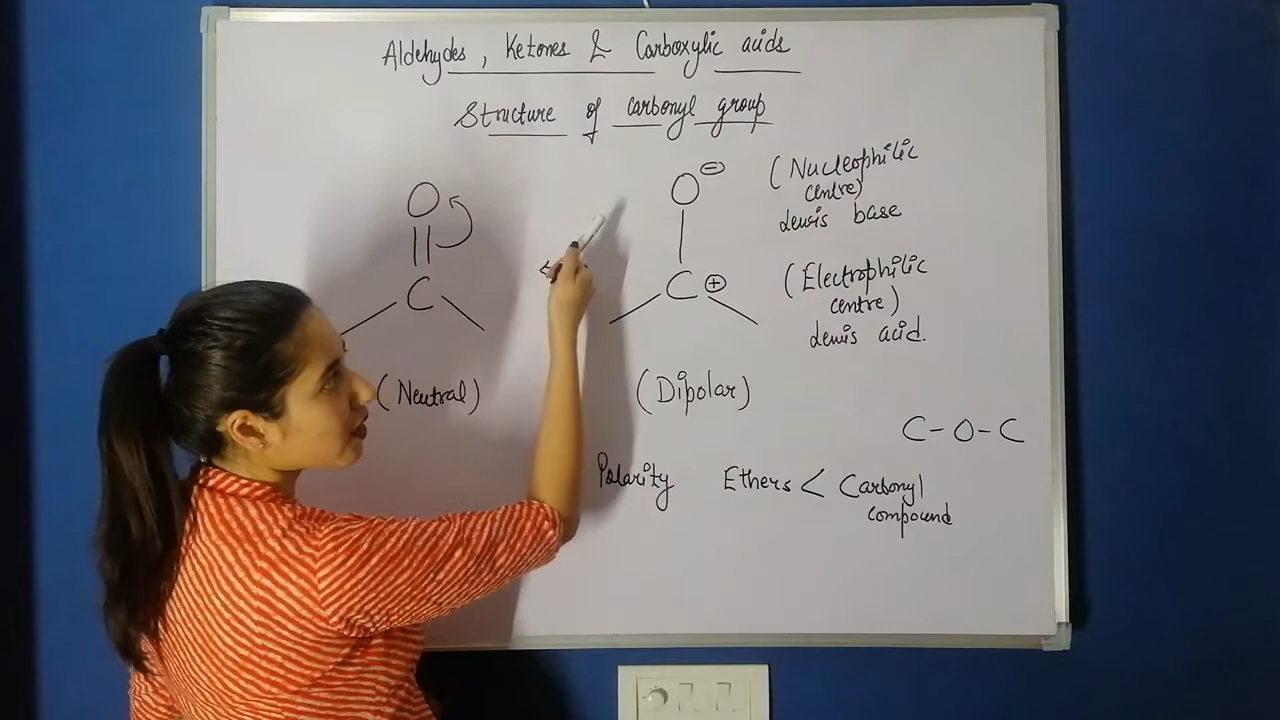 Aldehydes, Ketones & Carboxylic acids
Structure of carbonyl group
O
C
(Neutral)
O ⊖
C ⊕
(Dipolar)
(Nucleophilic
centre)
Lewis base
(Electrophilic
centre)
Lewis acid.
C-O-C
Polarity Ethers < Carbonyl
compound